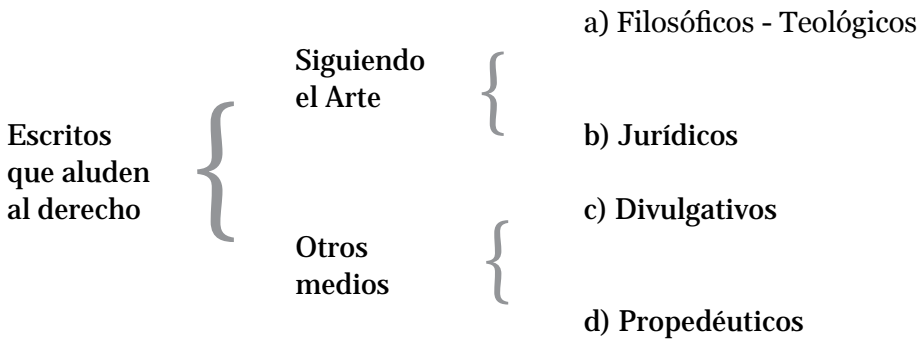 Escritos
que aluden
al derecho
Siguiendo
el Arte
a) Filosóficos - Teológicos
b) Jurídicos
Otros
medios
c) Divulgativos
d) Propedéuticos